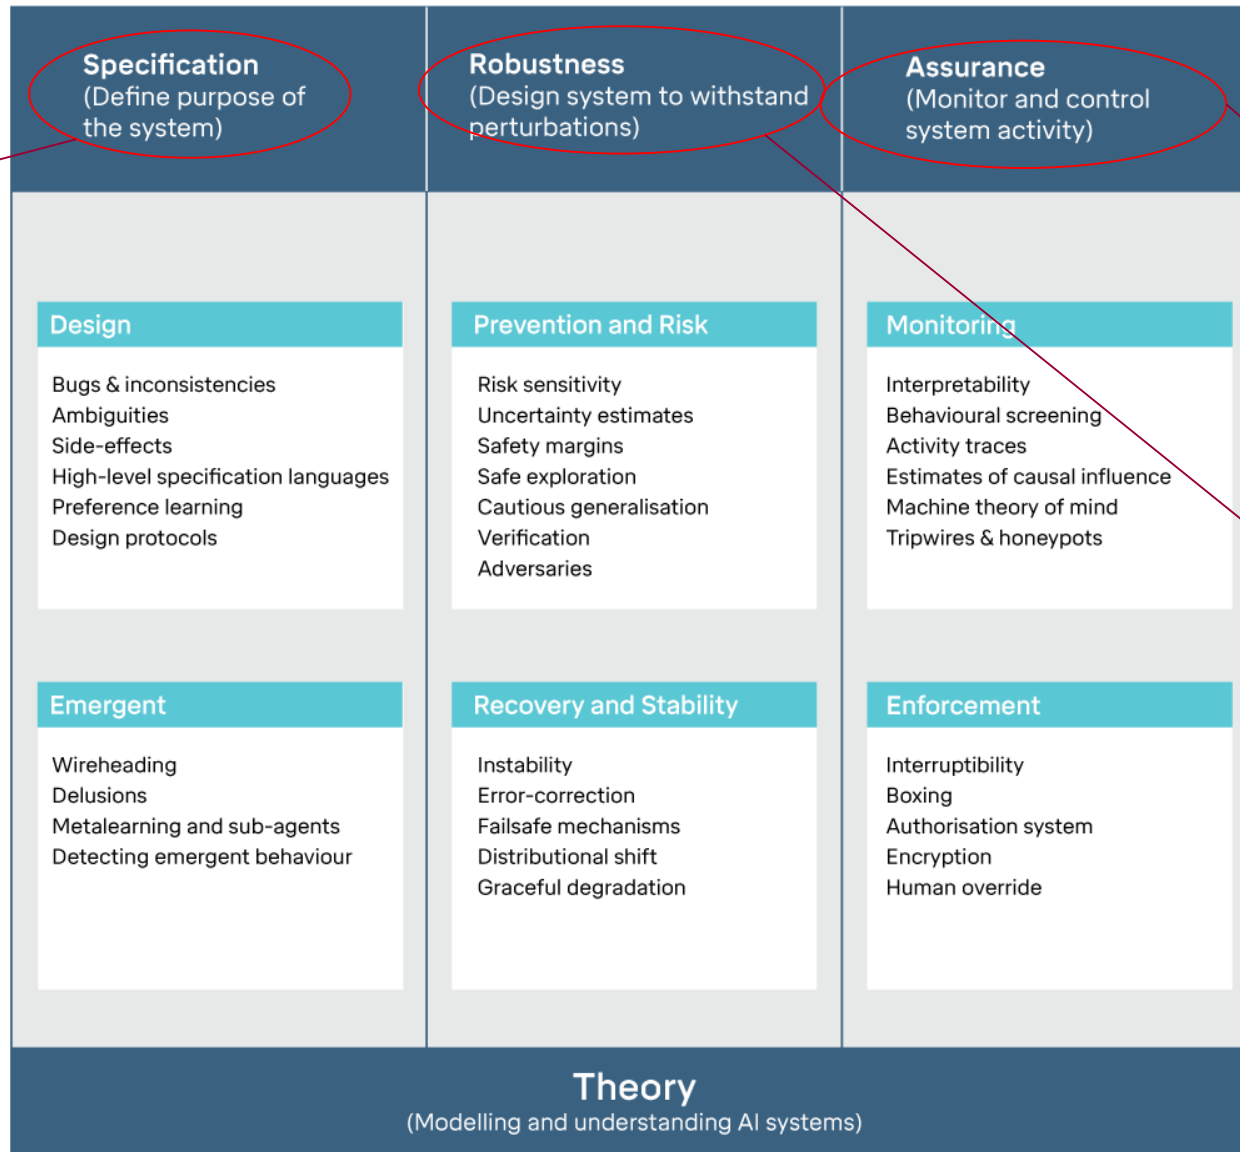 Specification
(Define purpose of
the system)
Robustness
(Design system to withstand
perturbations)
Assurance
(Monitor and control
system activity)
Design
Bugs & inconsistencies
Ambiguities
Side-effects
High-level specification languages
Preference learning
Design protocols
Prevention and Risk
Risk sensitivity
Uncertainty estimates
Safety margins
Safe exploration
Cautious generalisation
Verification
Adversaries
Monitoring
Interpretability
Behavioural screening
Activity traces
Estimates of causal influence
Machine theory of mind
Tripwires & honeypots
Emergent
Wireheading
Delusions
Metalearning and sub-agents
Detecting emergent behaviour
Recovery and Stability
Instability
Error-correction
Failsafe mechanisms
Distributional shift
Graceful degradation
Enforcement
Interruptibility
Boxing
Authorisation system
Encryption
Human override
Theory
(Modelling and understanding AI systems)